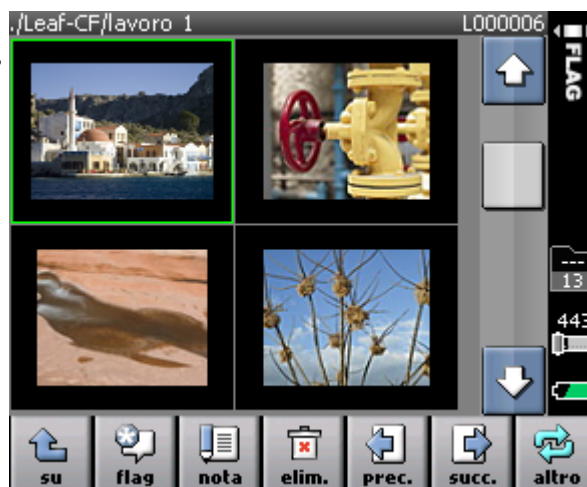 ./Leaf-CF/lavoro 1 L000006
FLAG
---
13
443
su flag nota elim. prec. succ. altro